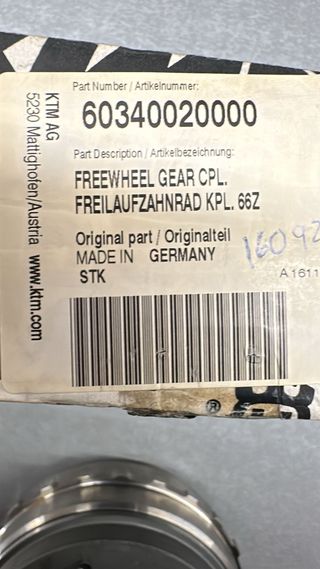 Part Number / Artikelnummer:
60340020000
Part Description / Artikelbezeichnung:
FREEWHEEL GEAR CPL.
FREILAUFZAHNRAD KPL. 66Z
Original part / Originalteil
MADE IN GERMANY
STK
A 1611
KTM AG
5230 Mattighofen/Austria www.ktm.com
®